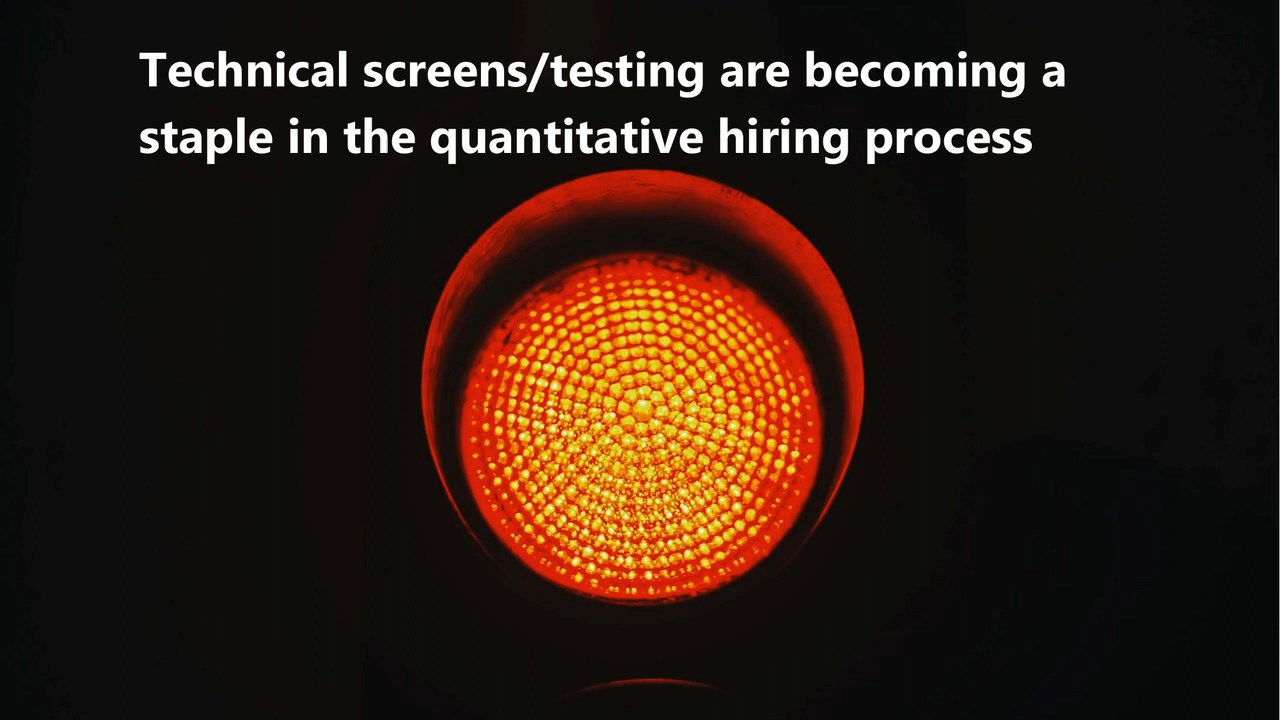 Technical screens/testing are becoming a
staple in the quantitative hiring process